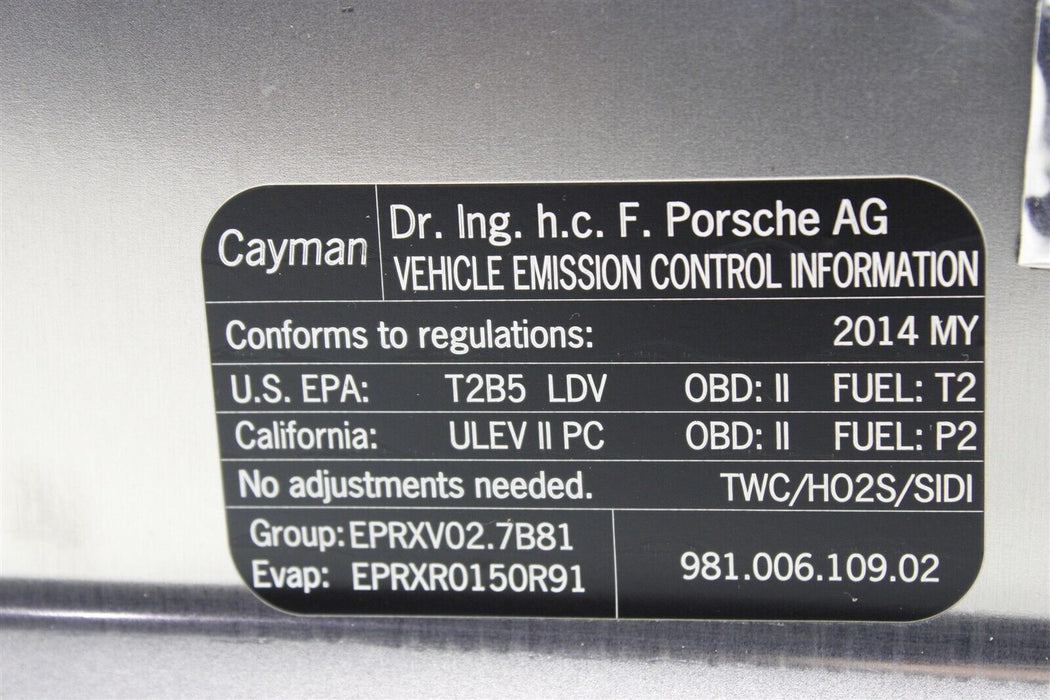 Cayman
Dr. Ing. h.c. F. Porsche AG
VEHICLE EMISSION CONTROL INFORMATION
Conforms to regulations: 2014 MY
U.S. EPA: T2B5 LDV OBD: II FUEL: T2
California: ULEV II PC OBD: II FUEL: P2
No adjustments needed. TWC/HO2S/SIDI
Group: EPRXV02.7B81
Evap: EPRXR0150R91
981.006.109.02